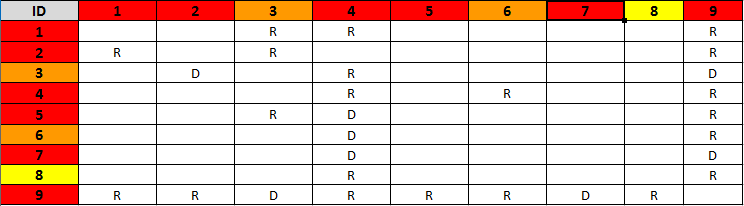 ID 1 2 3 4 5 6 7 8 9
1 R R R
2 R R R
3 D R D
4 R R R
5 R D R
6 D R
7 D D
8 R R
9 R R D R R R D R